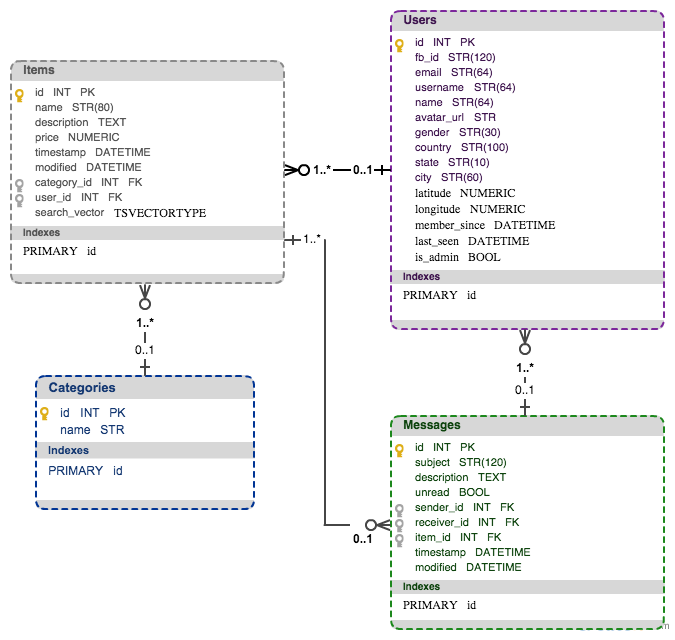 Items
id INT PK
name STR(80)
description TEXT
price NUMERIC
timestamp DATETIME
modified DATETIME
category_id INT FK
user_id INT FK
search_vector TSVECTORTYPE
Indexes
PRIMARY id
Users
id INT PK
fb_id STR(120)
email STR(64)
username STR(64)
name STR(64)
avatar_url STR
gender STR(30)
country STR(100)
state STR(10)
city STR(60)
latitude NUMERIC
longitude NUMERIC
member_since DATETIME
last_seen DATETIME
is_admin BOOL
Indexes
PRIMARY id
1..* 0..1
1..*
1..*
0..1
1..*
0..1
Categories
id INT PK
name STR
Indexes
PRIMARY id
Messages
id INT PK
subject STR(120)
description TEXT
unread BOOL
sender_id INT FK
receiver_id INT FK
item_id INT FK
timestamp DATETIME
modified DATETIME
Indexes
PRIMARY id
0..1